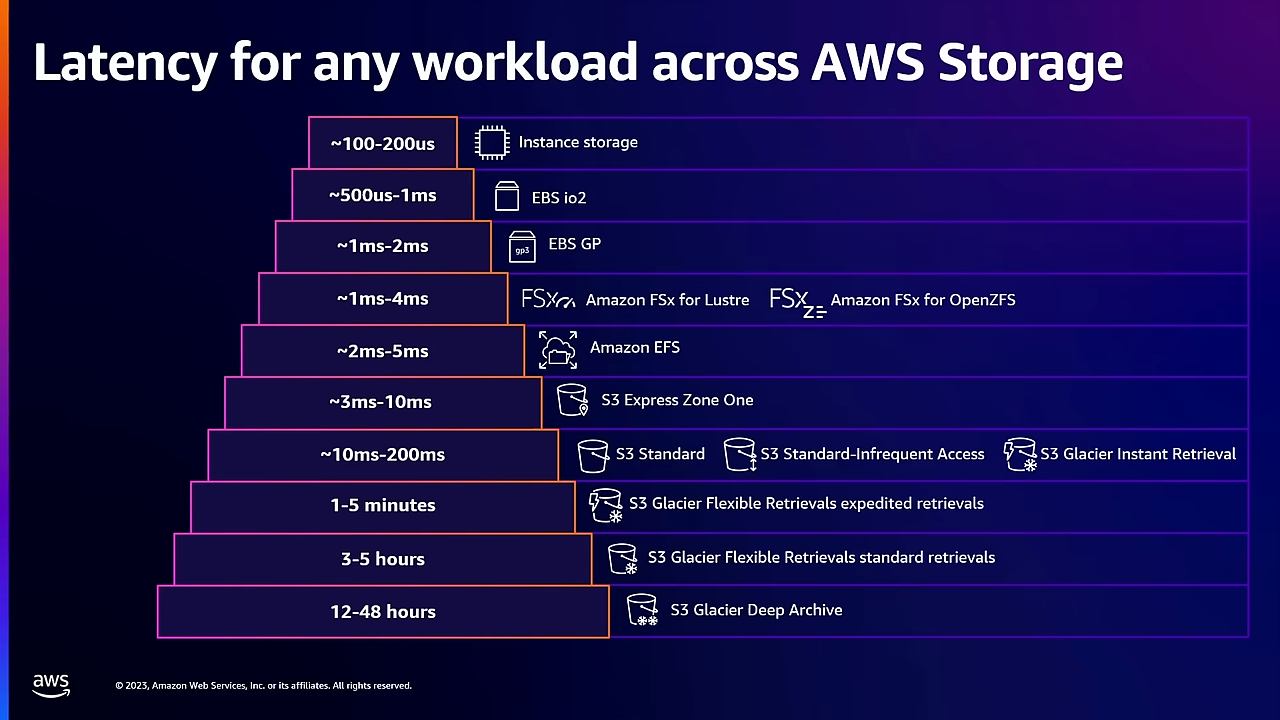 Latency for any workload across AWS Storage
~100-200us Instance storage
~500us-1ms EBS io2
~1ms-2ms gp3 EBS GP
~1ms-4ms FSx Amazon FSx for Lustre FSx Z Amazon FSx for OpenZFS
~2ms-5ms Amazon EFS
~3ms-10ms S3 Express Zone One
~10ms-200ms S3 Standard S3 Standard-Infrequent Access S3 Glacier Instant Retrieval
1-5 minutes S3 Glacier Flexible Retrievals expedited retrievals
3-5 hours S3 Glacier Flexible Retrievals standard retrievals
12-48 hours S3 Glacier Deep Archive
aws © 2023, Amazon Web Services, Inc. or its affiliates. All rights reserved.